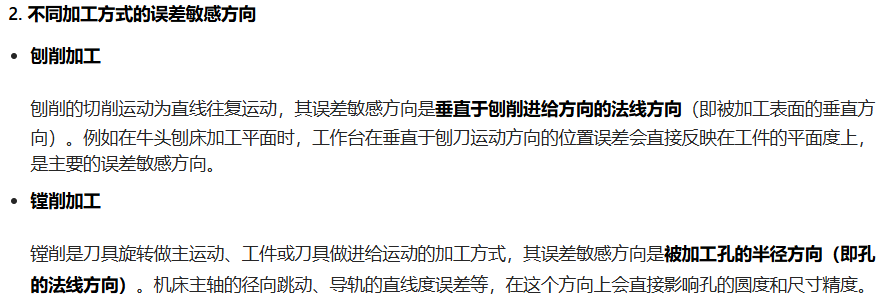 2. 不同加工方式的误差敏感方向
• 刨削加工
刨削的切削运动为直线往复运动，其误差敏感方向是垂直于刨削进给方向的法线方向（即被加工表面的垂直方
向）。例如在牛头刨床加工平面时，工作台在垂直于刨刀运动方向的位置误差会直接反映在工件的平面度上，
是主要的误差敏感方向。
• 镗削加工
镗削是刀具旋转做主运动、工件或刀具做进给运动的加工方式，其误差敏感方向是被加工孔的半径方向（即孔
的法线方向）。机床主轴的径向跳动、导轨的直线度误差等，在这个方向上会直接影响孔的圆度和尺寸精度。